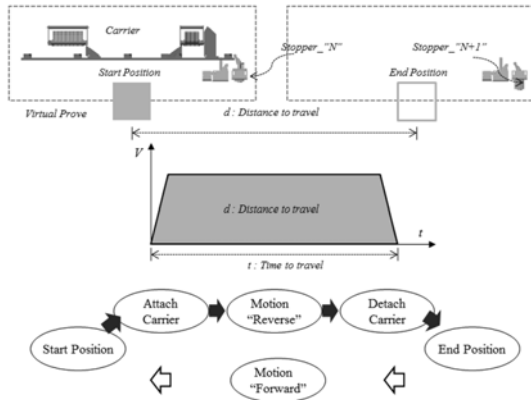 Carrier
Stopper_"N"
Stopper_"N+1"
Start Position
End Position
Virtual Prove
d : Distance to travel
V
d : Distance to travel
t
t : Time to travel
Attach
Carrier
Motion
"Reverse"
Detach
Carrier
Start Position
End Position
Motion
"Forward"